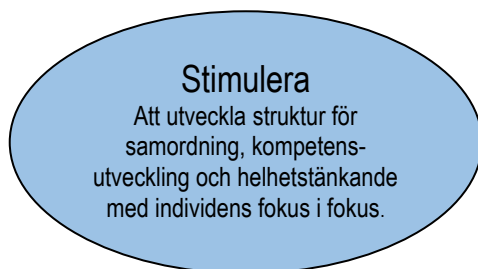 Stimulera
Att utveckla struktur för
samordning, kompetens-
utveckling och helhetstänkande
med individens fokus i fokus.